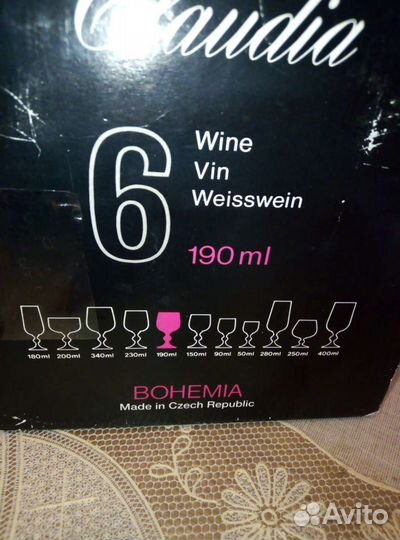 Claudia
6
Wine
Vin
Weisswein
190 ml
180ml 200ml 340ml 230ml 190ml 150ml 90ml 50ml 280ml 250ml 400ml
BOHEMIA
Made in Czech Republic
Avito